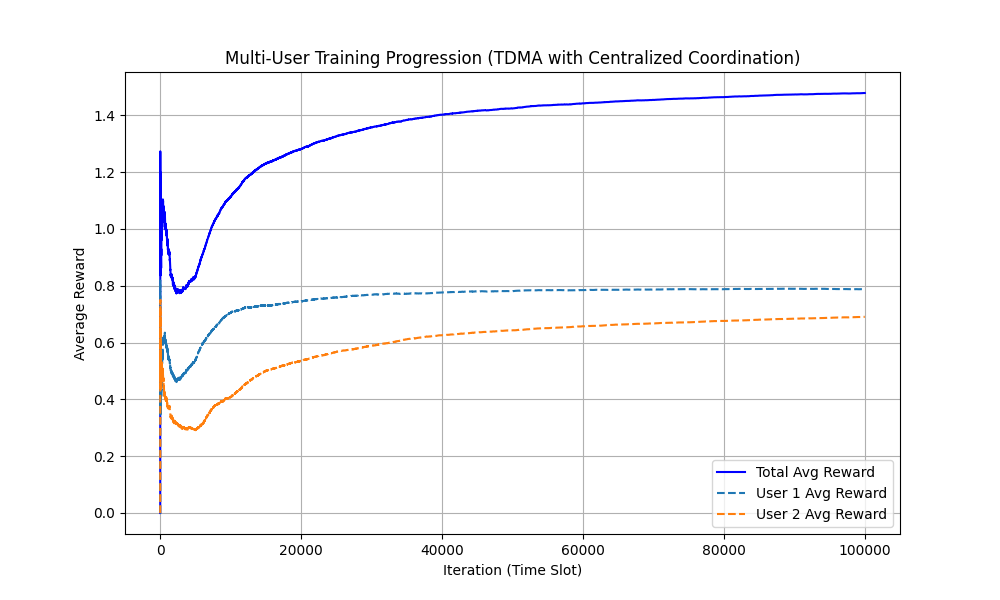 Multi-User Training Progression (TDMA with Centralized Coordination)
Average Reward
1.4
1.2
1.0
0.8
0.6
0.4
0.2
0.0
Total Avg Reward
User 1 Avg Reward
User 2 Avg Reward
0 20000 40000 60000 80000 100000
Iteration (Time Slot)